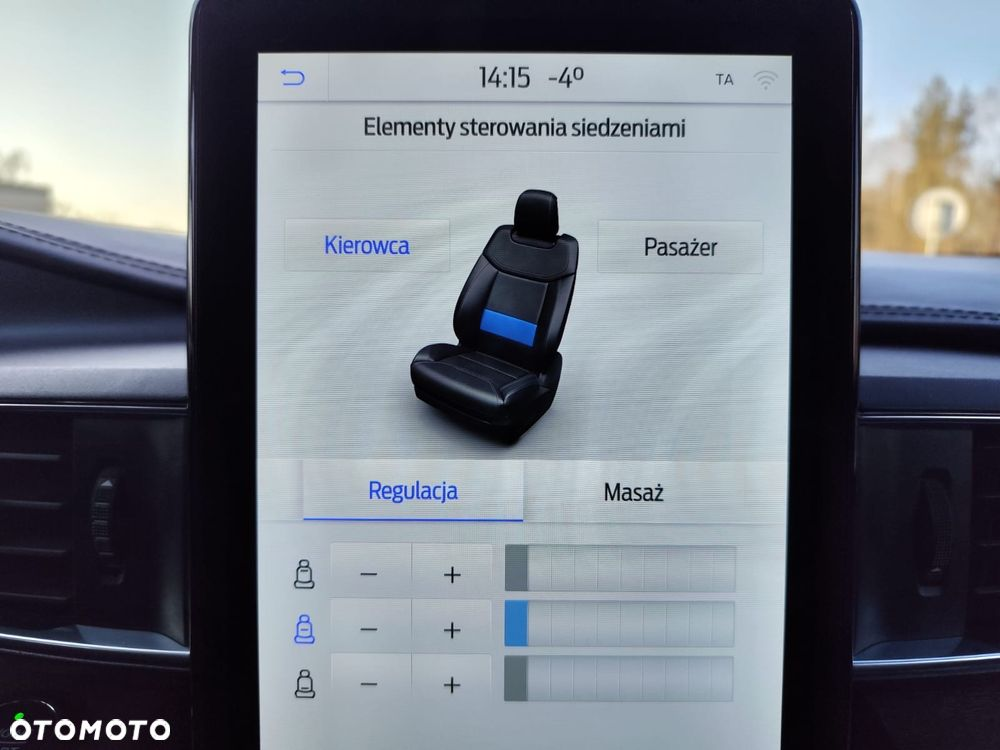 14:15 -4° TA
Elementy sterowania siedzeniami
Kierowca Pasażer
Regulacja Masaż
− +
− +
− +
OTOMOTO